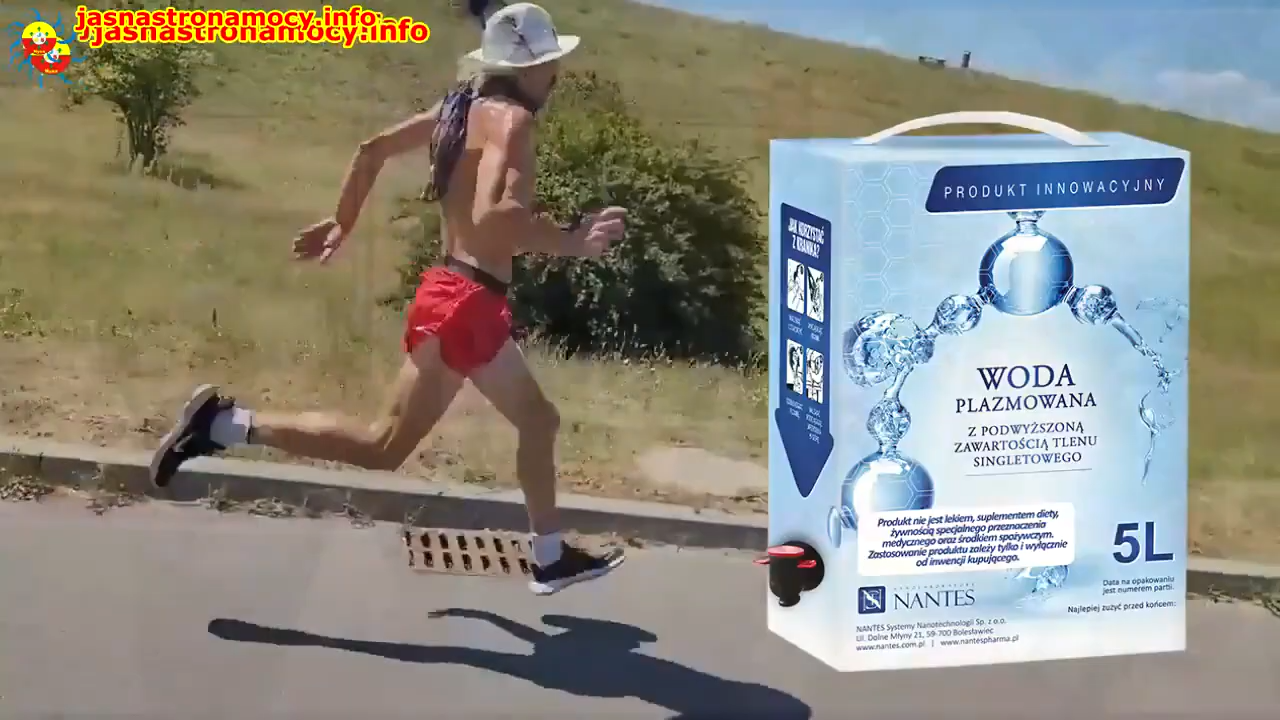 jasnastronamocy.info
Jjasnastronamocy.info
PRODUKT INNOWACYJNY
JAK KORZYSTAĆ
Z KRANIKA?
WODA
PLAZMOWANA
Z PODWYŻSZONĄ
ZAWARTOŚCIĄ TLENU
SINGLETOWEGO
Produkt nie jest lekiem, suplementem diety,
żywnością specjalnego przeznaczenia
medycznego oraz środkiem spożywczym.
Zastosowanie produktu zależy tylko i wyłącznie
od inwencji kupującego.
5L
Data na opakowaniu
jest numerem partii.
NANTES
Najlepiej zużyć przed końcem:
NANTES Systemy Nanotechnologii Sp. z o.o.
Ul. Dolne Młyny 21, 59-700 Bolesławiec
www.nantes.com.pl | www.nantespharma.pl